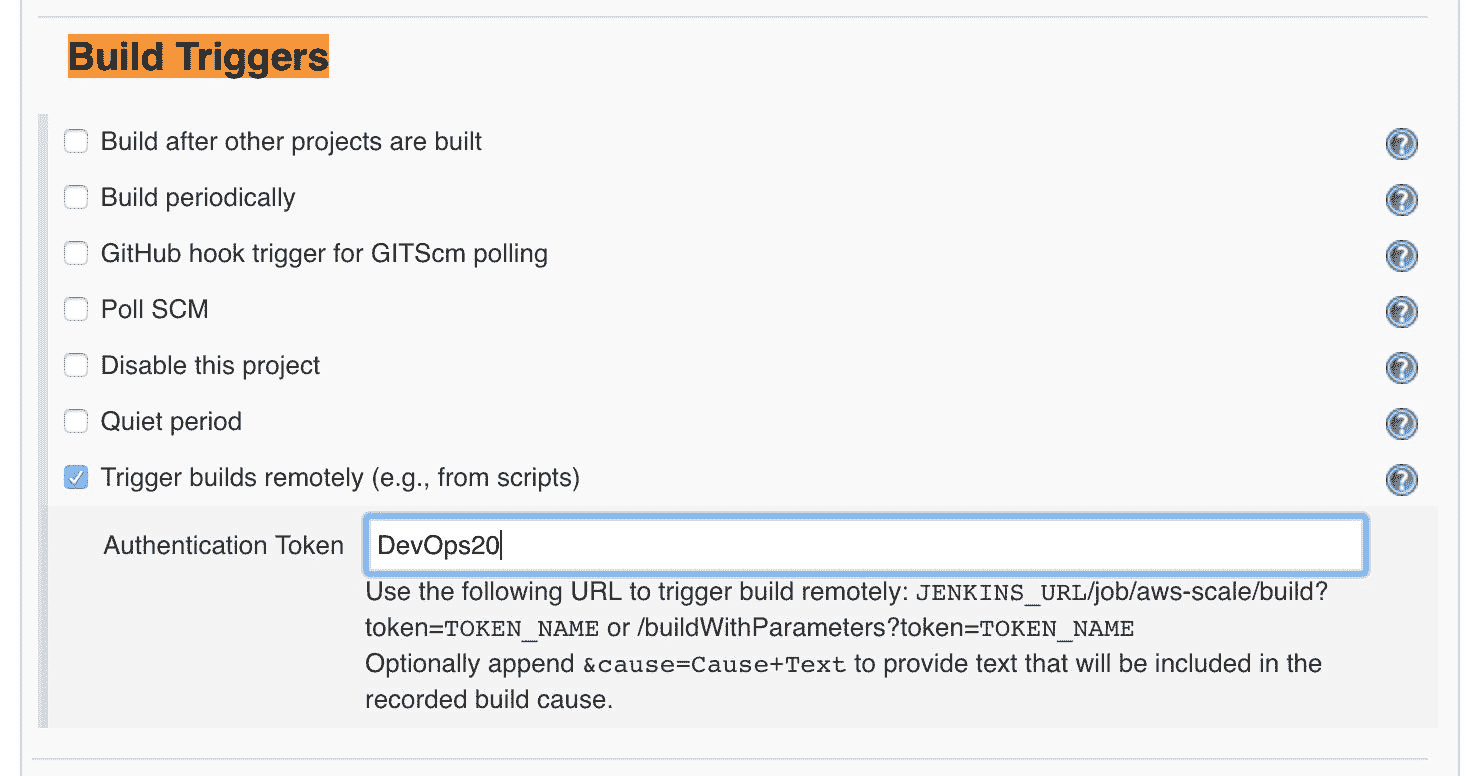 Build Triggers
Build after other projects are built
Build periodically
GitHub hook trigger for GITScm polling
Poll SCM
Disable this project
Quiet period
Trigger builds remotely (e.g., from scripts)
Authentication Token DevOps20
Use the following URL to trigger build remotely: JENKINS_URL/job/aws-scale/build?
token=TOKEN_NAME or /buildWithParameters?token=TOKEN_NAME
Optionally append &cause=Cause+Text to provide text that will be included in the
recorded build cause.